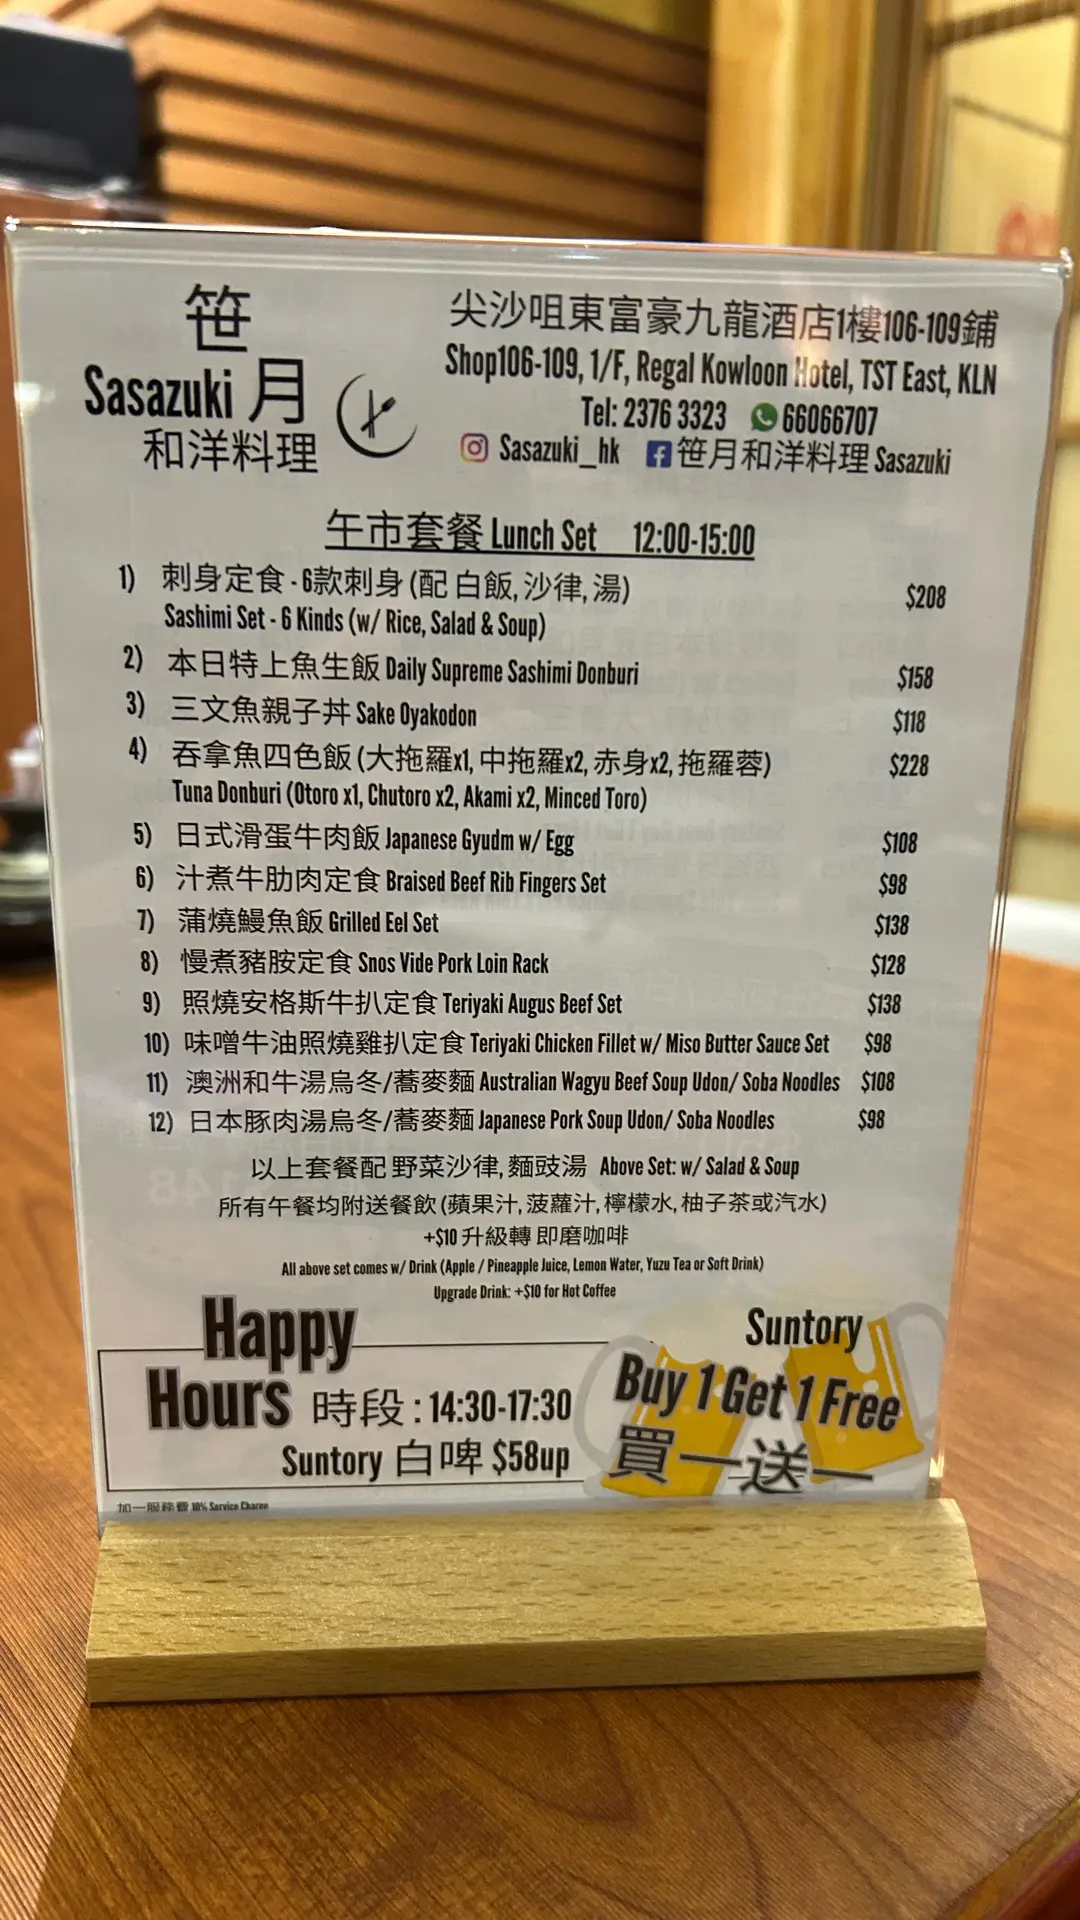 笹
Sasazuki 月
和洋料理
尖沙咀東富豪九龍酒店1樓106-109鋪
Shop106-109, 1/F, Regal Kowloon Hotel, TST East, KLN
Tel: 2376 3323 66066707
Sasazuki_hk 笹月和洋料理 Sasazuki
午市套餐 Lunch Set 12:00-15:00
1) 刺身定食 - 6款刺身 (配 白飯, 沙律, 湯) $208
Sashimi Set - 6 Kinds (w/ Rice, Salad & Soup)
2) 本日特上魚生飯 Daily Supreme Sashimi Donburi $158
3) 三文魚親子丼 Sake Oyakodon $118
4) 吞拿魚四色飯 (大拖羅x1, 中拖羅x2, 赤身x2, 拖羅蓉) $228
Tuna Donburi (Otoro x1, Chutoro x2, Akami x2, Minced Toro)
5) 日式滑蛋牛肉飯 Japanese Gyudm w/ Egg $108
6) 汁煮牛肋肉定食 Braised Beef Rib Fingers Set $98
7) 蒲燒鰻魚飯 Grilled Eel Set $138
8) 慢煮豬胺定食 Snos Vide Pork Loin Rack $128
9) 照燒安格斯牛扒定食 Teriyaki Augus Beef Set $138
10) 味噌牛油照燒雞扒定食 Teriyaki Chicken Fillet w/ Miso Butter Sauce Set $98
11) 澳洲和牛湯烏冬/蕎麥麵 Australian Wagyu Beef Soup Udon/ Soba Noodles $108
12) 日本豚肉湯烏冬/蕎麥麵 Japanese Pork Soup Udon/ Soba Noodles $98
以上套餐配 野菜沙律, 麵豉湯 Above Set: w/ Salad & Soup
所有午餐均附送餐飲 (蘋果汁, 菠蘿汁, 檸檬水, 柚子茶或汽水)
+$10 升級轉 即磨咖啡
All above set comes w/ Drink (Apple / Pineapple Juice, Lemon Water, Yuzu Tea or Soft Drink)
Upgrade Drink: +$10 for Hot Coffee
Happy
Hours 時段 : 14:30-17:30
Suntory 白啤 $58up
Suntory
Buy 1 Get 1 Free
買一送一
加一服務費 10% Service Charge